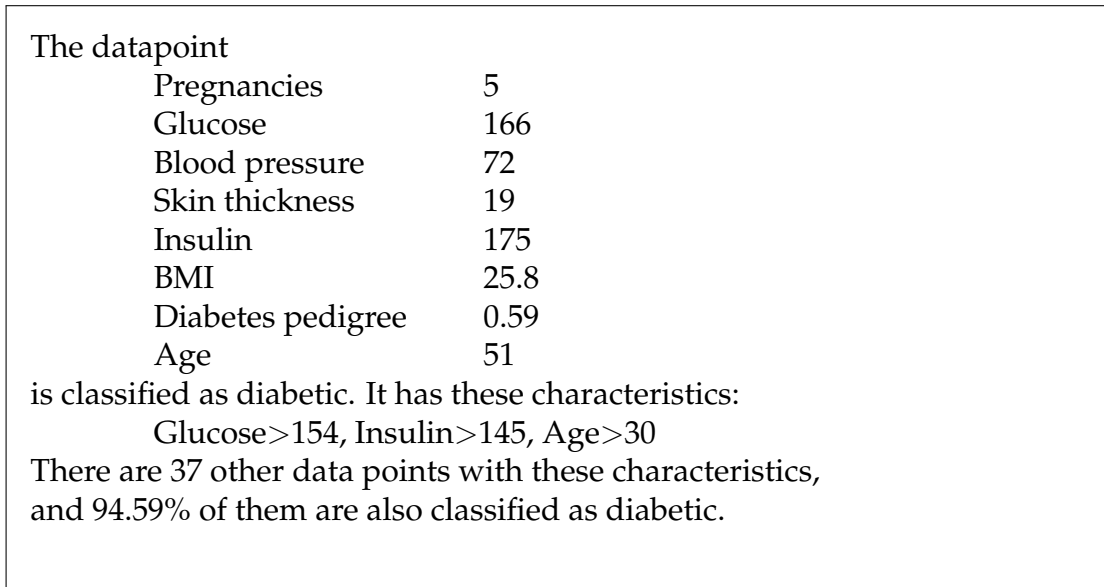 The datapoint
Pregnancies 5
Glucose 166
Blood pressure 72
Skin thickness 19
Insulin 175
BMI 25.8
Diabetes pedigree 0.59
Age 51
is classified as diabetic. It has these characteristics:
Glucose>154, Insulin>145, Age>30
There are 37 other data points with these characteristics,
and 94.59% of them are also classified as diabetic.